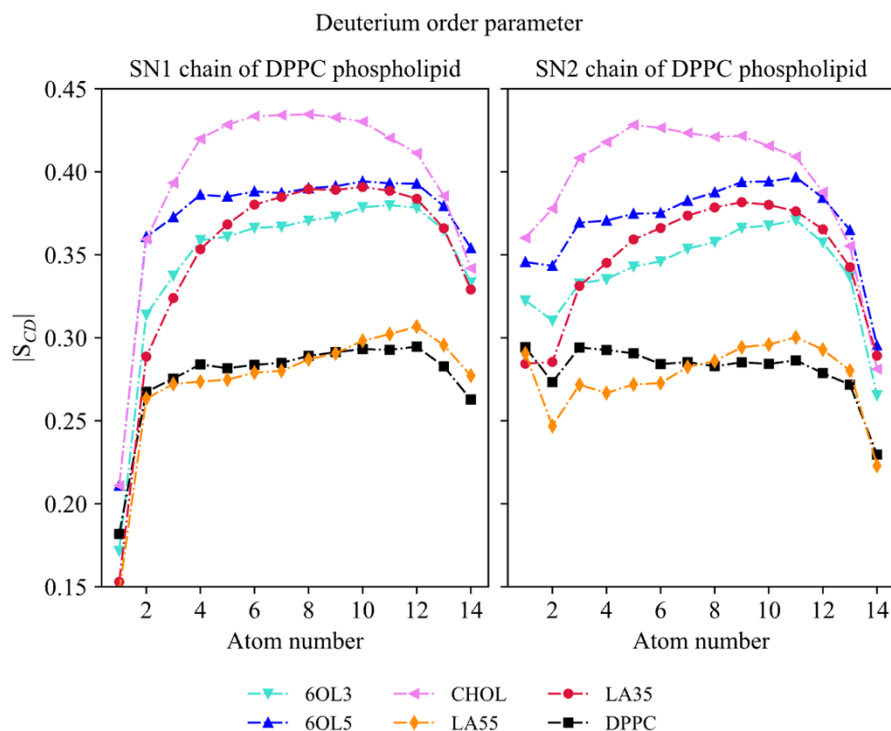 Deuterium order parameter
SN1 chain of DPPC phospholipid
SN2 chain of DPPC phospholipid
|S_CD|
0.45
0.40
0.35
0.30
0.25
0.20
0.15
2 4 6 8 10 12 14
2 4 6 8 10 12 14
Atom number
Atom number
6OL3 CHOL LA35
6OL5 LA55 DPPC